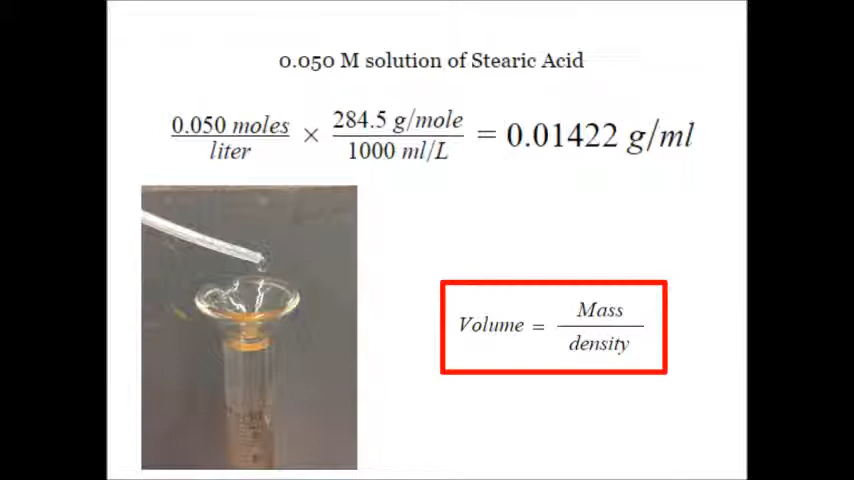 0.050 M solution of Stearic Acid
0.050 moles / liter × 284.5 g/mole / 1000 ml/L = 0.01422 g/ml
Volume = Mass / density